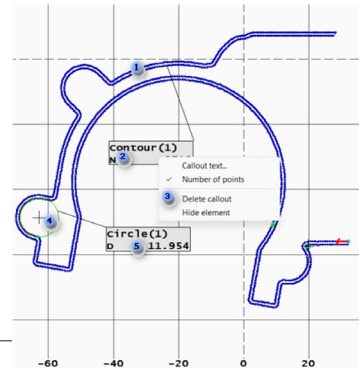 1
Contour(1)
N 2
Callout text...
✓ Number of points
3 Delete callout
Hide element
4
Circle(1)
D 5 11.954
-60 -40 -20 0 20